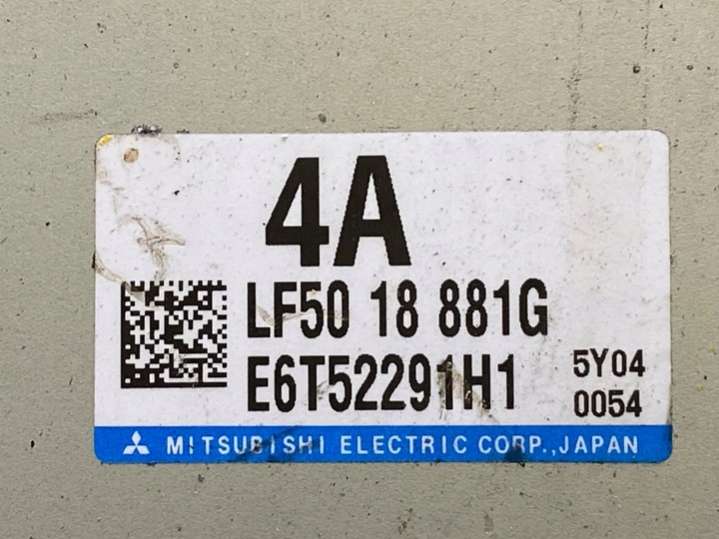 4A
LF50 18 881G
E6T52291H1
5Y04
0054
MITSUBISHI ELECTRIC CORP.,JAPAN